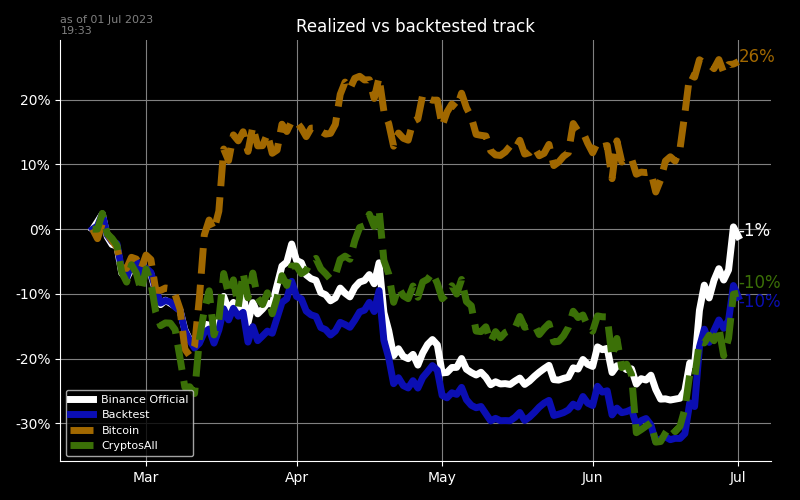 as of 01 Jul 2023
19:33
Realized vs backtested track
26%
20%
10%
0%
-1%
-10%
-10%
-10%
-20%
-30%
Binance Official
Backtest
Bitcoin
CryptosAll
Mar
Apr
May
Jun
Jul